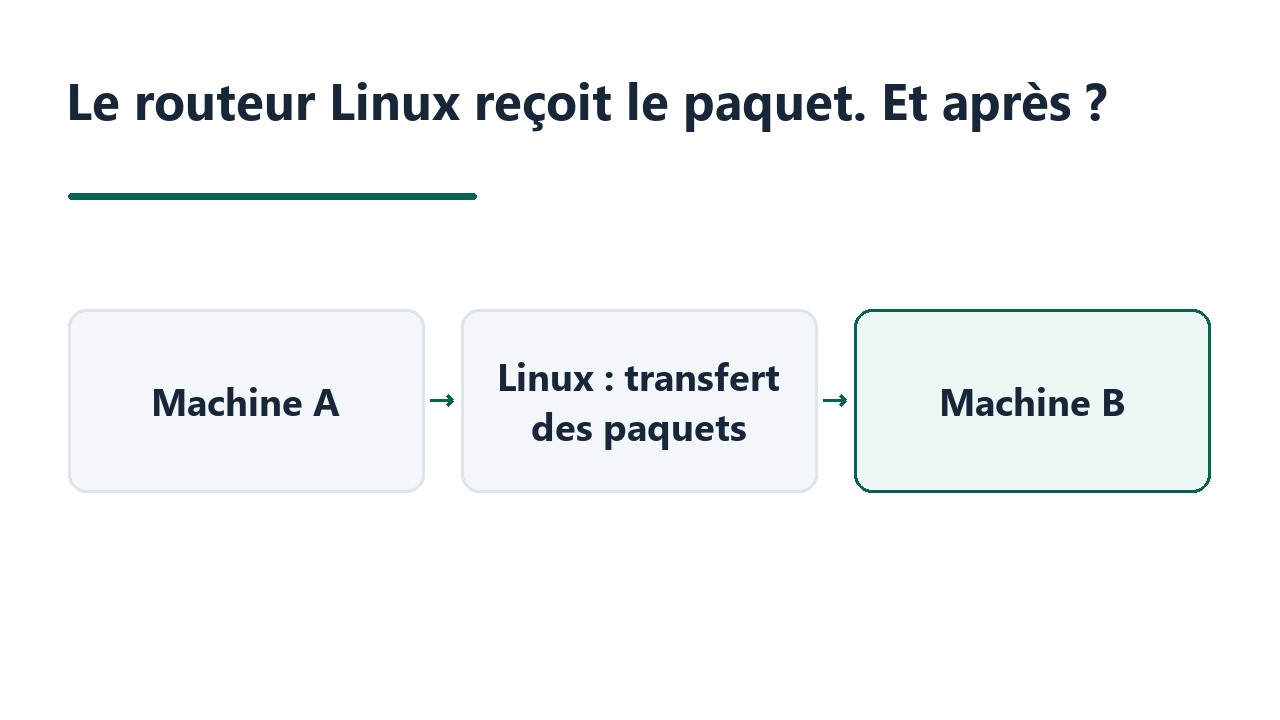 Le routeur Linux reçoit le paquet. Et après ?
Machine A
→
Linux : transfert
des paquets
→
Machine B